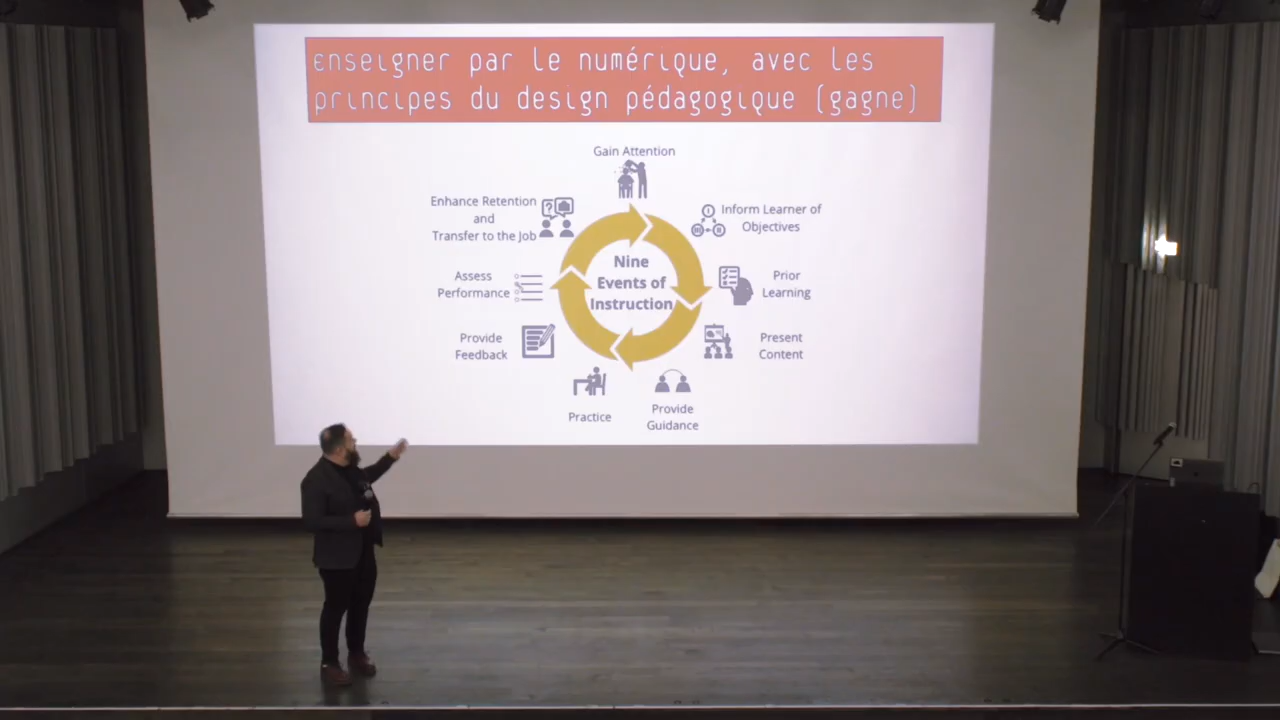 enseigner par le numérique, avec les
principes du design pédagogique (gagne)
Gain Attention
Inform Learner of
Objectives
Prior
Learning
Present
Content
Provide
Guidance
Practice
Provide
Feedback
Assess
Performance
Enhance Retention
and
Transfer to the Job
Nine
Events of
Instruction